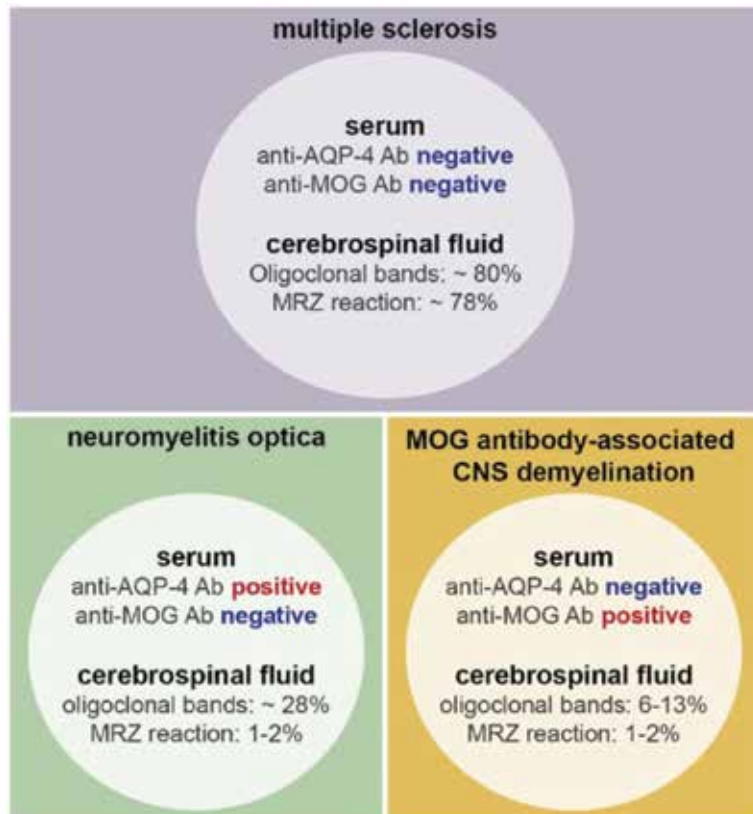 multiple sclerosis
serum
anti-AQP-4 Ab negative
anti-MOG Ab negative
cerebrospinal fluid
Oligoclonal bands: ~ 80%
MRZ reaction: ~ 78%
neuromyelitis optica
serum
anti-AQP-4 Ab positive
anti-MOG Ab negative
cerebrospinal fluid
oligoclonal bands: ~ 28%
MRZ reaction: 1-2%
MOG antibody-associated
CNS demyelination
serum
anti-AQP-4 Ab negative
anti-MOG Ab positive
cerebrospinal fluid
oligoclonal bands: 6-13%
MRZ reaction: 1-2%